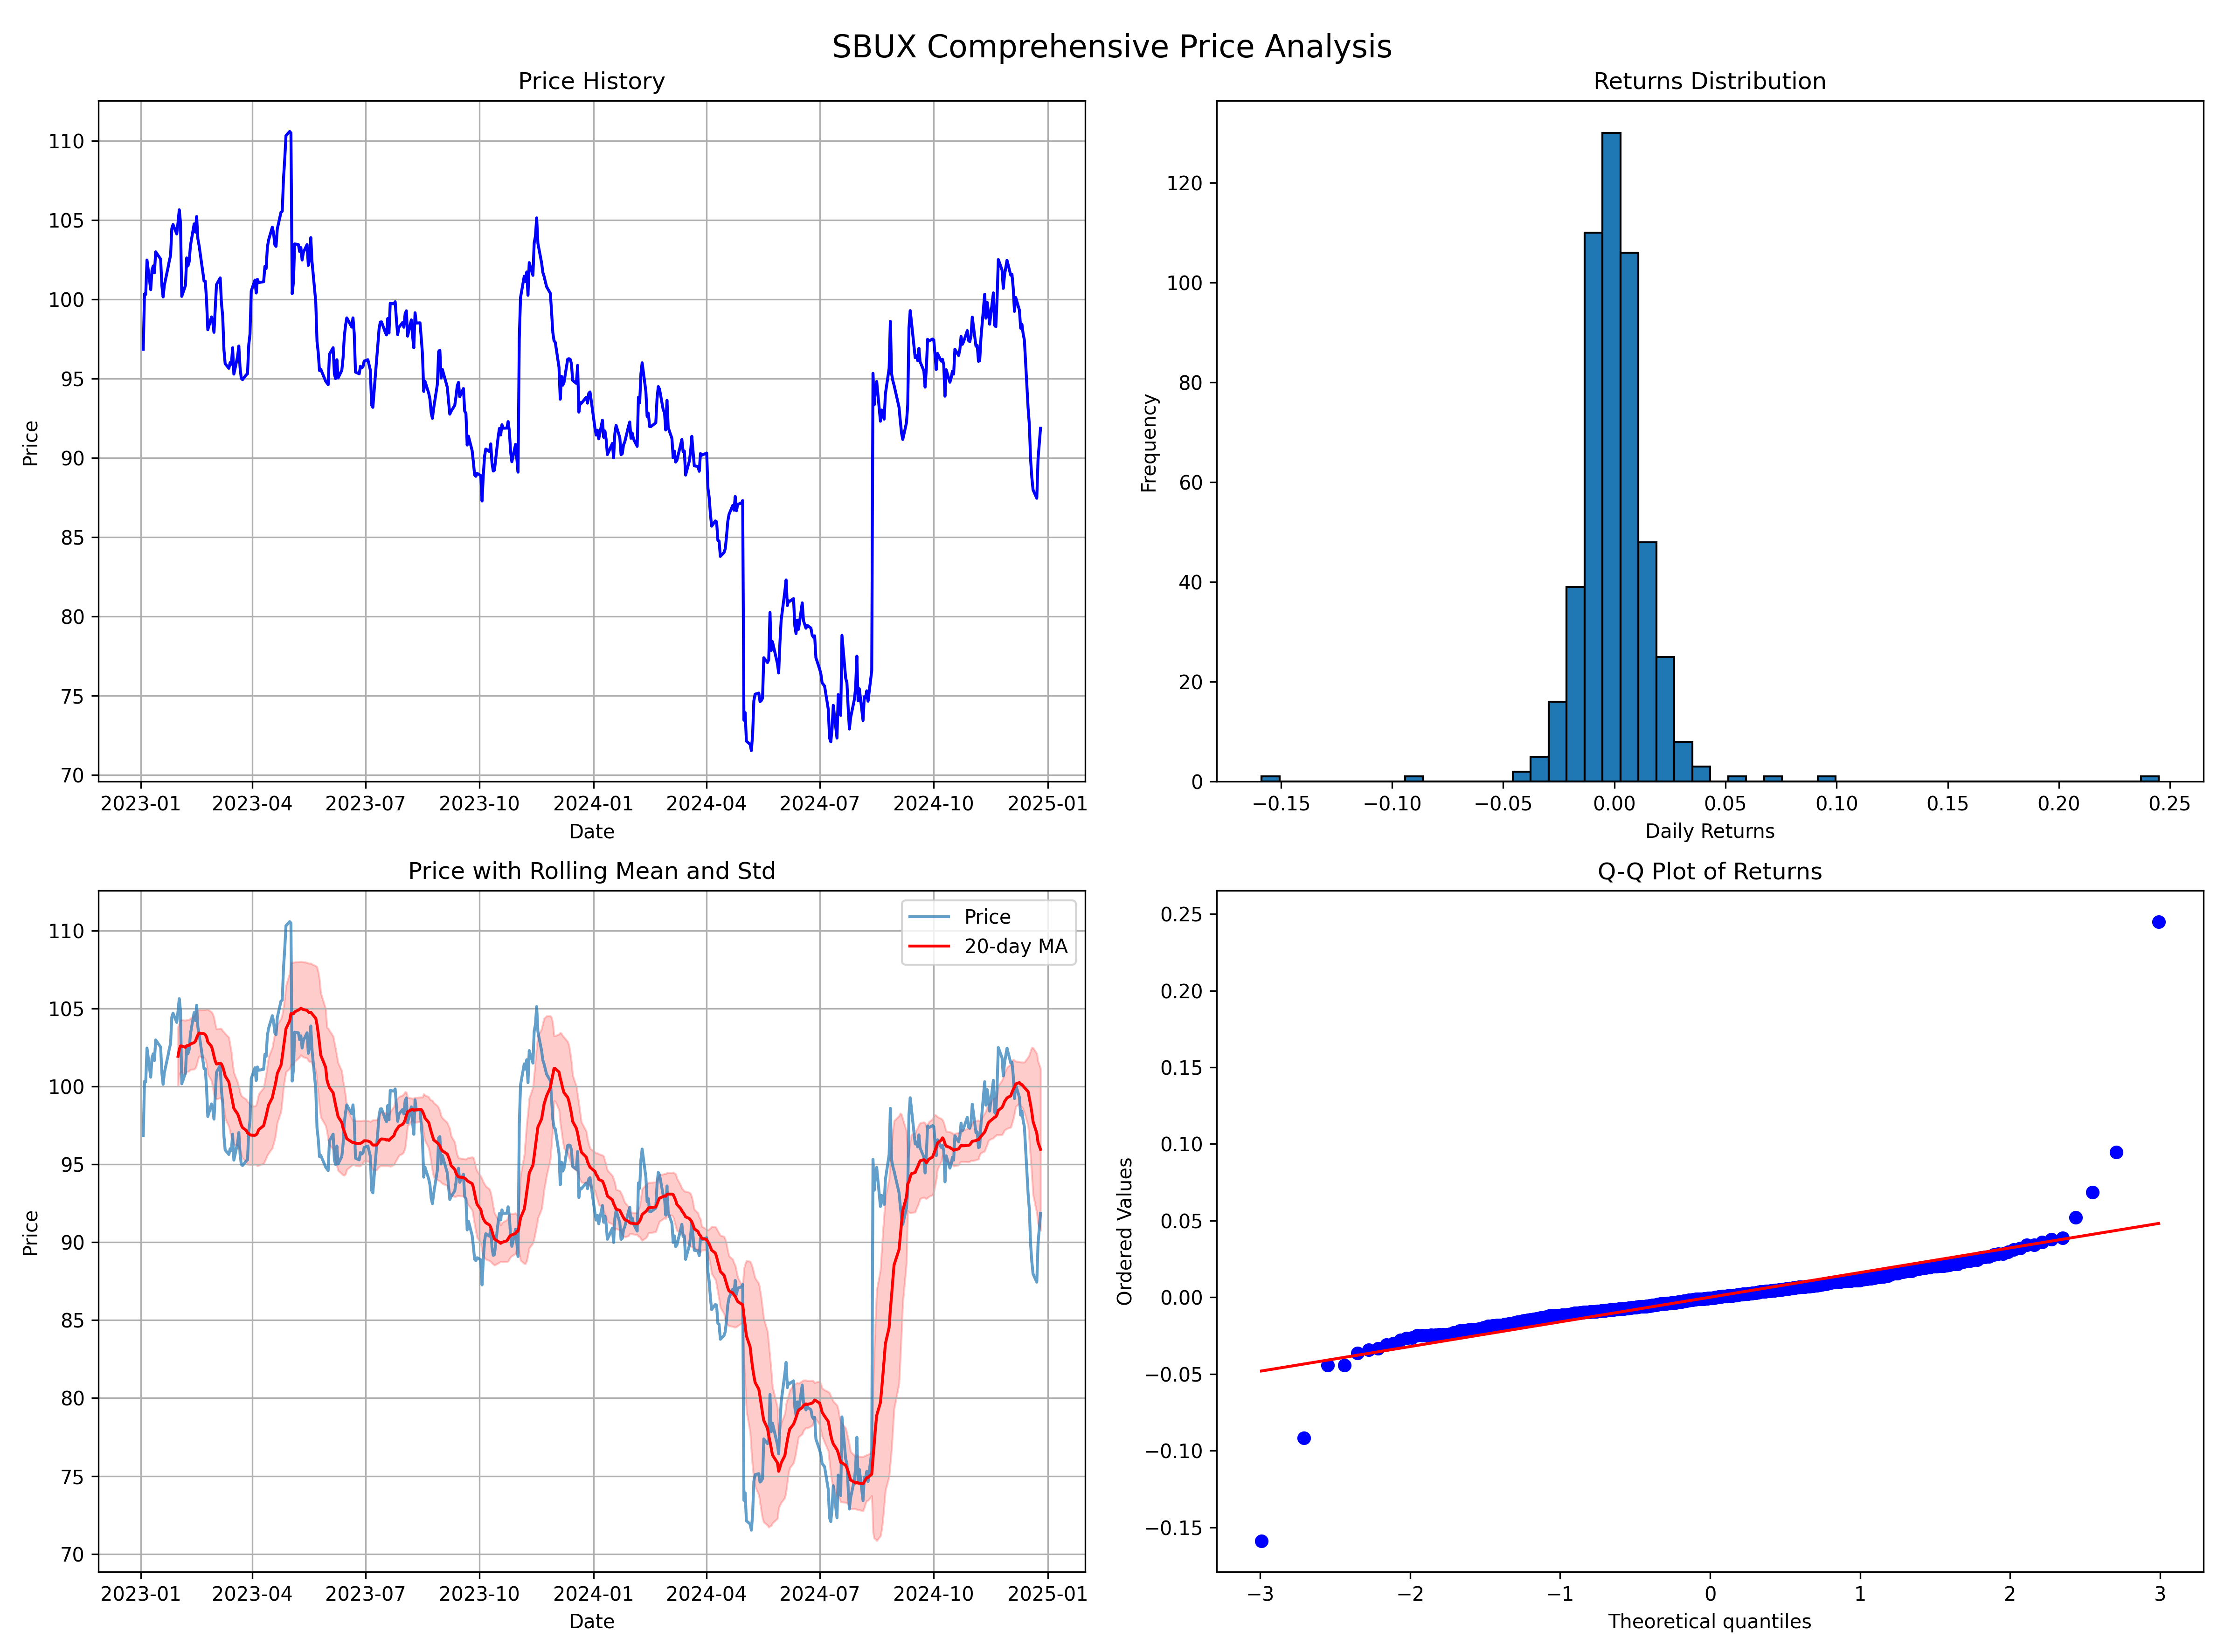 SBUX Comprehensive Price Analysis
Price History
110
105
100
95
90
85
80
75
70
Price
2023-01 2023-04 2023-07 2023-10 2024-01 2024-04 2024-07 2024-10 2025-01
Date
Returns Distribution
120
100
80
60
40
20
0
Frequency
−0.15 −0.10 −0.05 0.00 0.05 0.10 0.15 0.20 0.25
Daily Returns
Price with Rolling Mean and Std
Price
20-day MA
110
105
100
95
90
85
80
75
70
Price
2023-01 2023-04 2023-07 2023-10 2024-01 2024-04 2024-07 2024-10 2025-01
Date
Q-Q Plot of Returns
0.25
0.20
0.15
0.10
0.05
0.00
−0.05
−0.10
−0.15
Ordered Values
−3 −2 −1 0 1 2 3
Theoretical quantiles